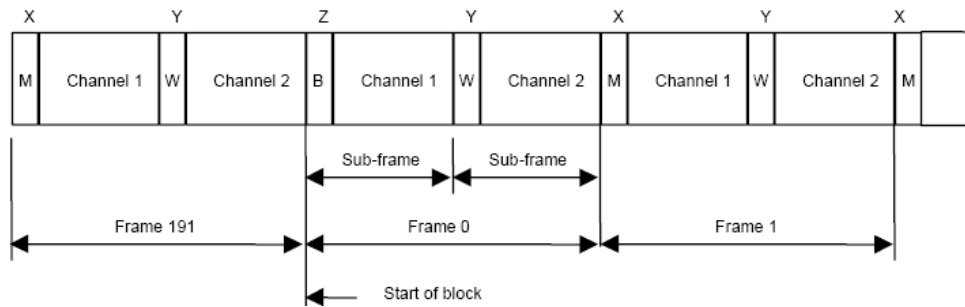 X Y Z Y X Y X
M Channel 1 W Channel 2 B Channel 1 W Channel 2 M Channel 1 W Channel 2 M
Sub-frame Sub-frame
Frame 191 Frame 0 Frame 1
Start of block